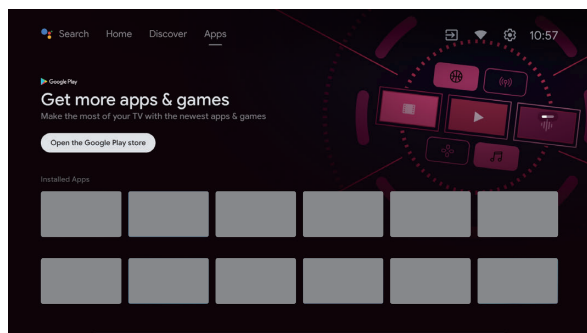 Search Home Discover Apps 10:57
Google Play
Get more apps & games
Make the most of your TV with the newest apps & games
Open the Google Play store
Installed Apps